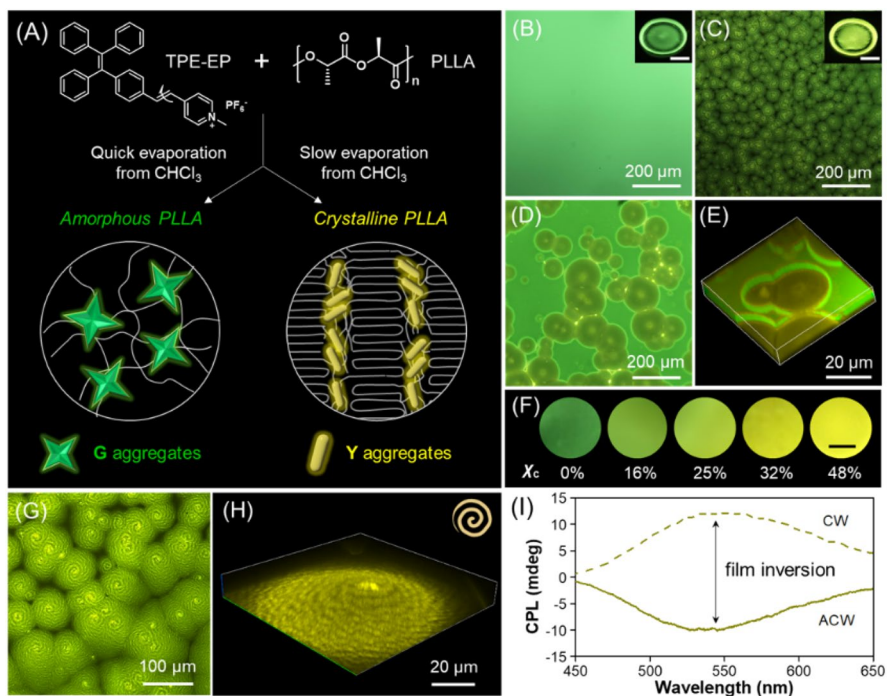 (A)
TPE-EP
+
PLLA
O
O
O
O
n
PF6-
N
+
Quick evaporation
from CHCl3
Slow evaporation
from CHCl3
Amorphous PLLA
Crystalline PLLA
G aggregates
Y aggregates
(B)
200 µm
(C)
200 µm
(D)
200 µm
(E)
20 µm
(F)
χc
0%
16%
25%
32%
48%
(G)
100 µm
(H)
20 µm
(I)
CPL (mdeg)
15
10
5
0
-5
-10
-15
CW
film inversion
ACW
450
500
550
600
650
Wavelength (nm)